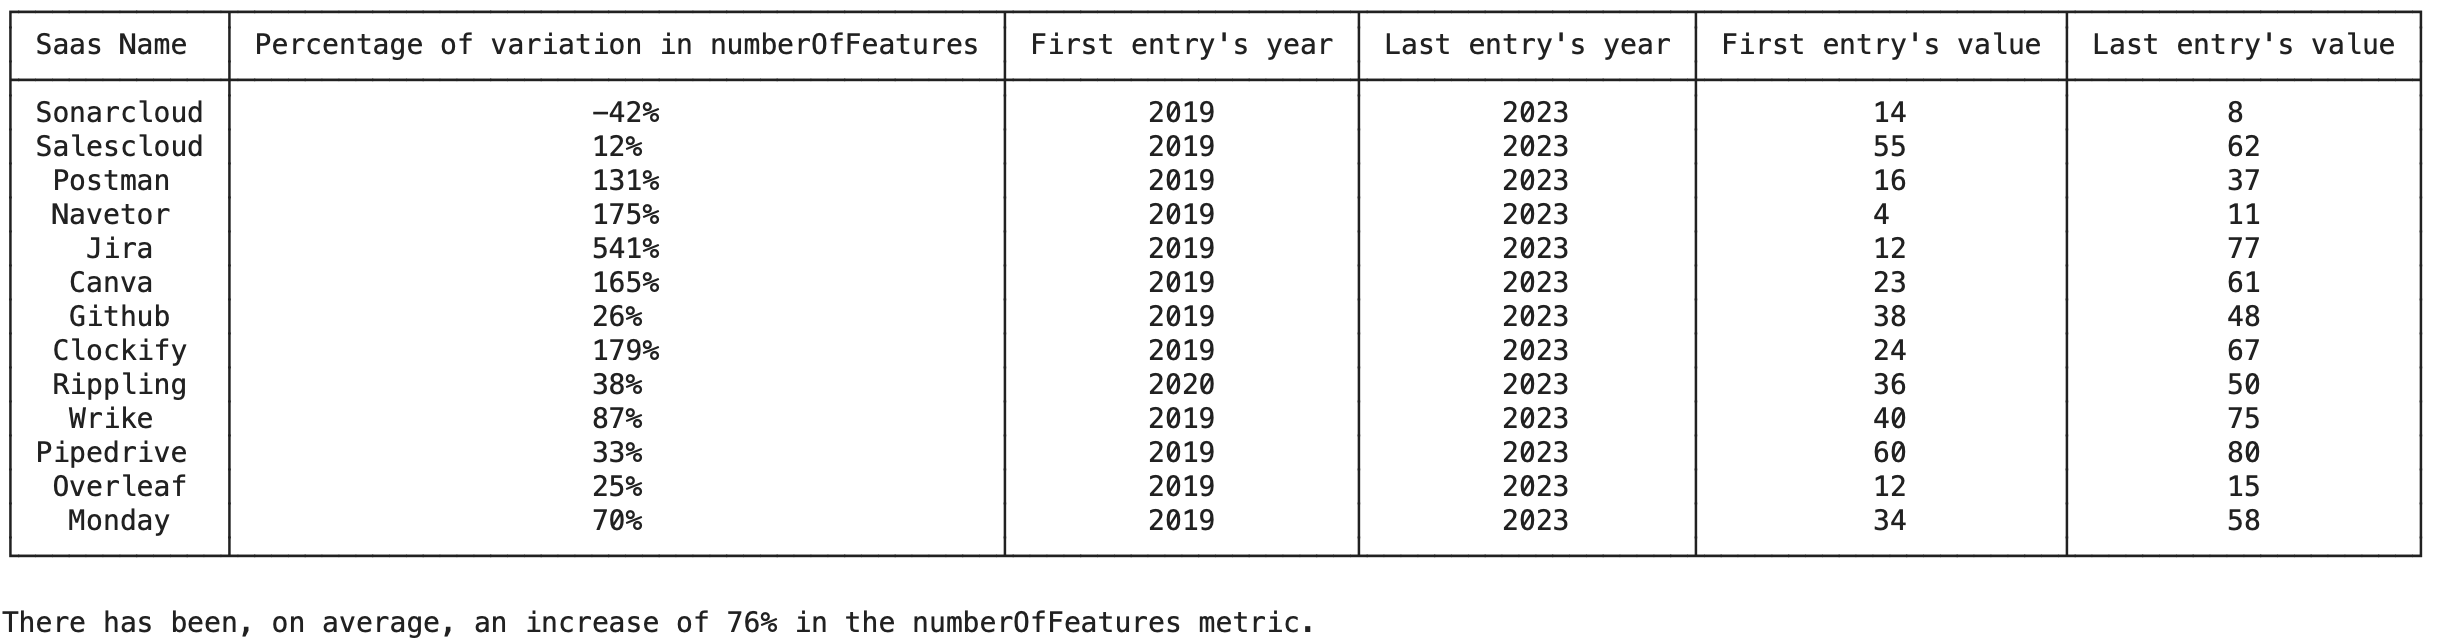 Saas Name Percentage of variation in numberOfFeatures First entry's year Last entry's year First entry's value Last entry's value
Sonarcloud −42% 2019 2023 14 8
Salescloud 12% 2019 2023 55 62
Postman 131% 2019 2023 16 37
Navetor 175% 2019 2023 4 11
Jira 541% 2019 2023 12 77
Canva 165% 2019 2023 23 61
Github 26% 2019 2023 38 48
Clockify 179% 2019 2023 24 67
Rippling 38% 2020 2023 36 50
Wrike 87% 2019 2023 40 75
Pipedrive 33% 2019 2023 60 80
Overleaf 25% 2019 2023 12 15
Monday 70% 2019 2023 34 58
There has been, on average, an increase of 76% in the numberOfFeatures metric.